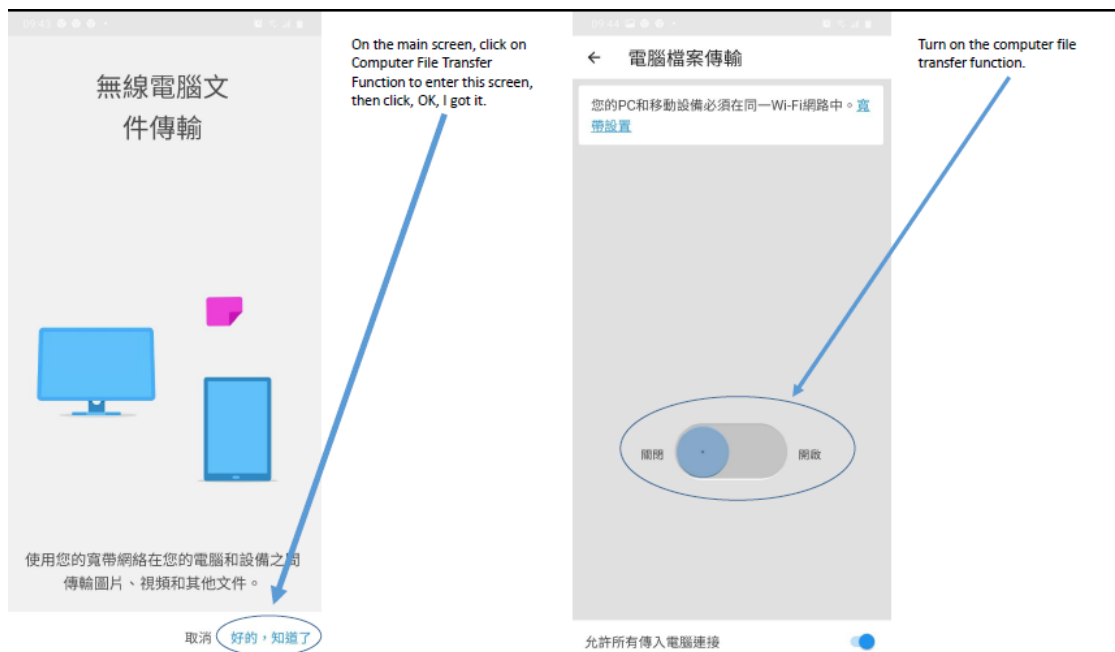 09:43
無線電腦文
件傳輸
使用您的寬帶網絡在您的電腦和設備之間
傳輸圖片、視頻和其他文件。
取消 好的，知道了
On the main screen, click on
Computer File Transfer
Function to enter this screen,
then click, OK, I got it.
09:44
← 電腦檔案傳輸
您的PC和移動設備必須在同一Wi-Fi網路中。寬
帶設置
關閉 開啟
允許所有傳入電腦連接
Turn on the computer file
transfer function.